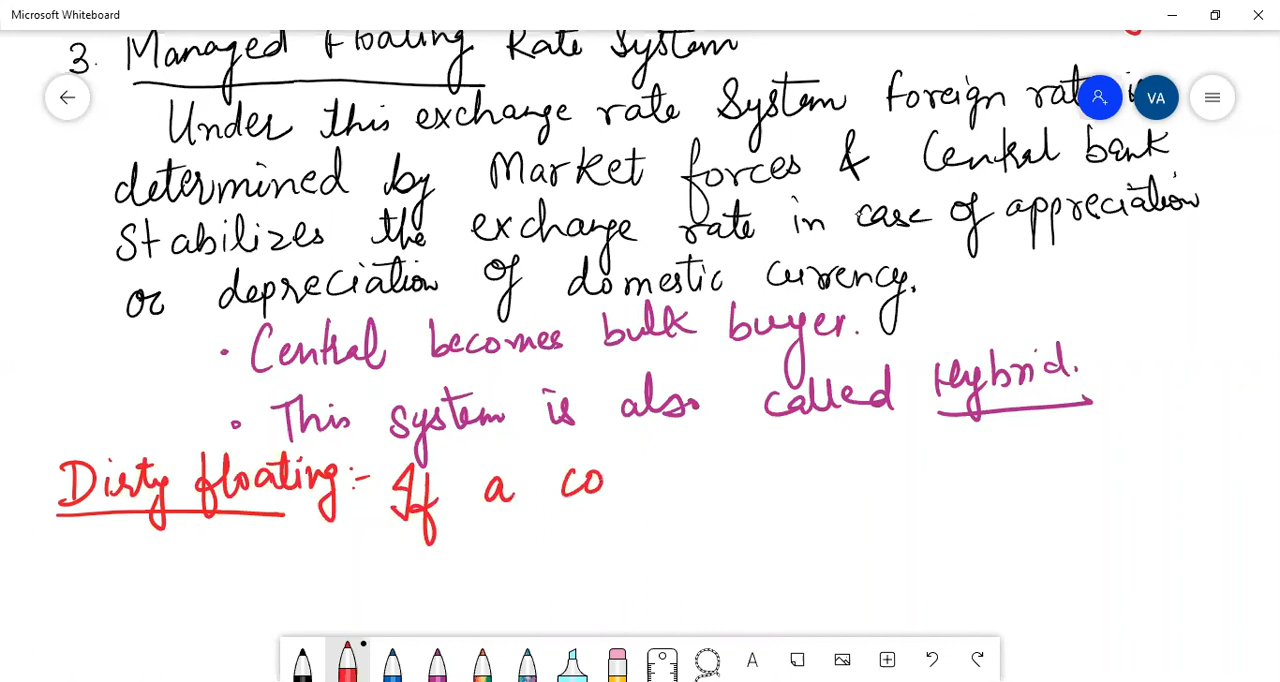 Microsoft Whiteboard
3. Managed Floating Rate System
VA
Under this exchange rate System foreign rate is
determined by Market forces & Central bank
Stabilizes the exchange rate in case of appreciation
or depreciation of domestic currency.
• Central becomes bulk buyer.
• This system is also called Hybrid.
Dirty floating:- If a co
A